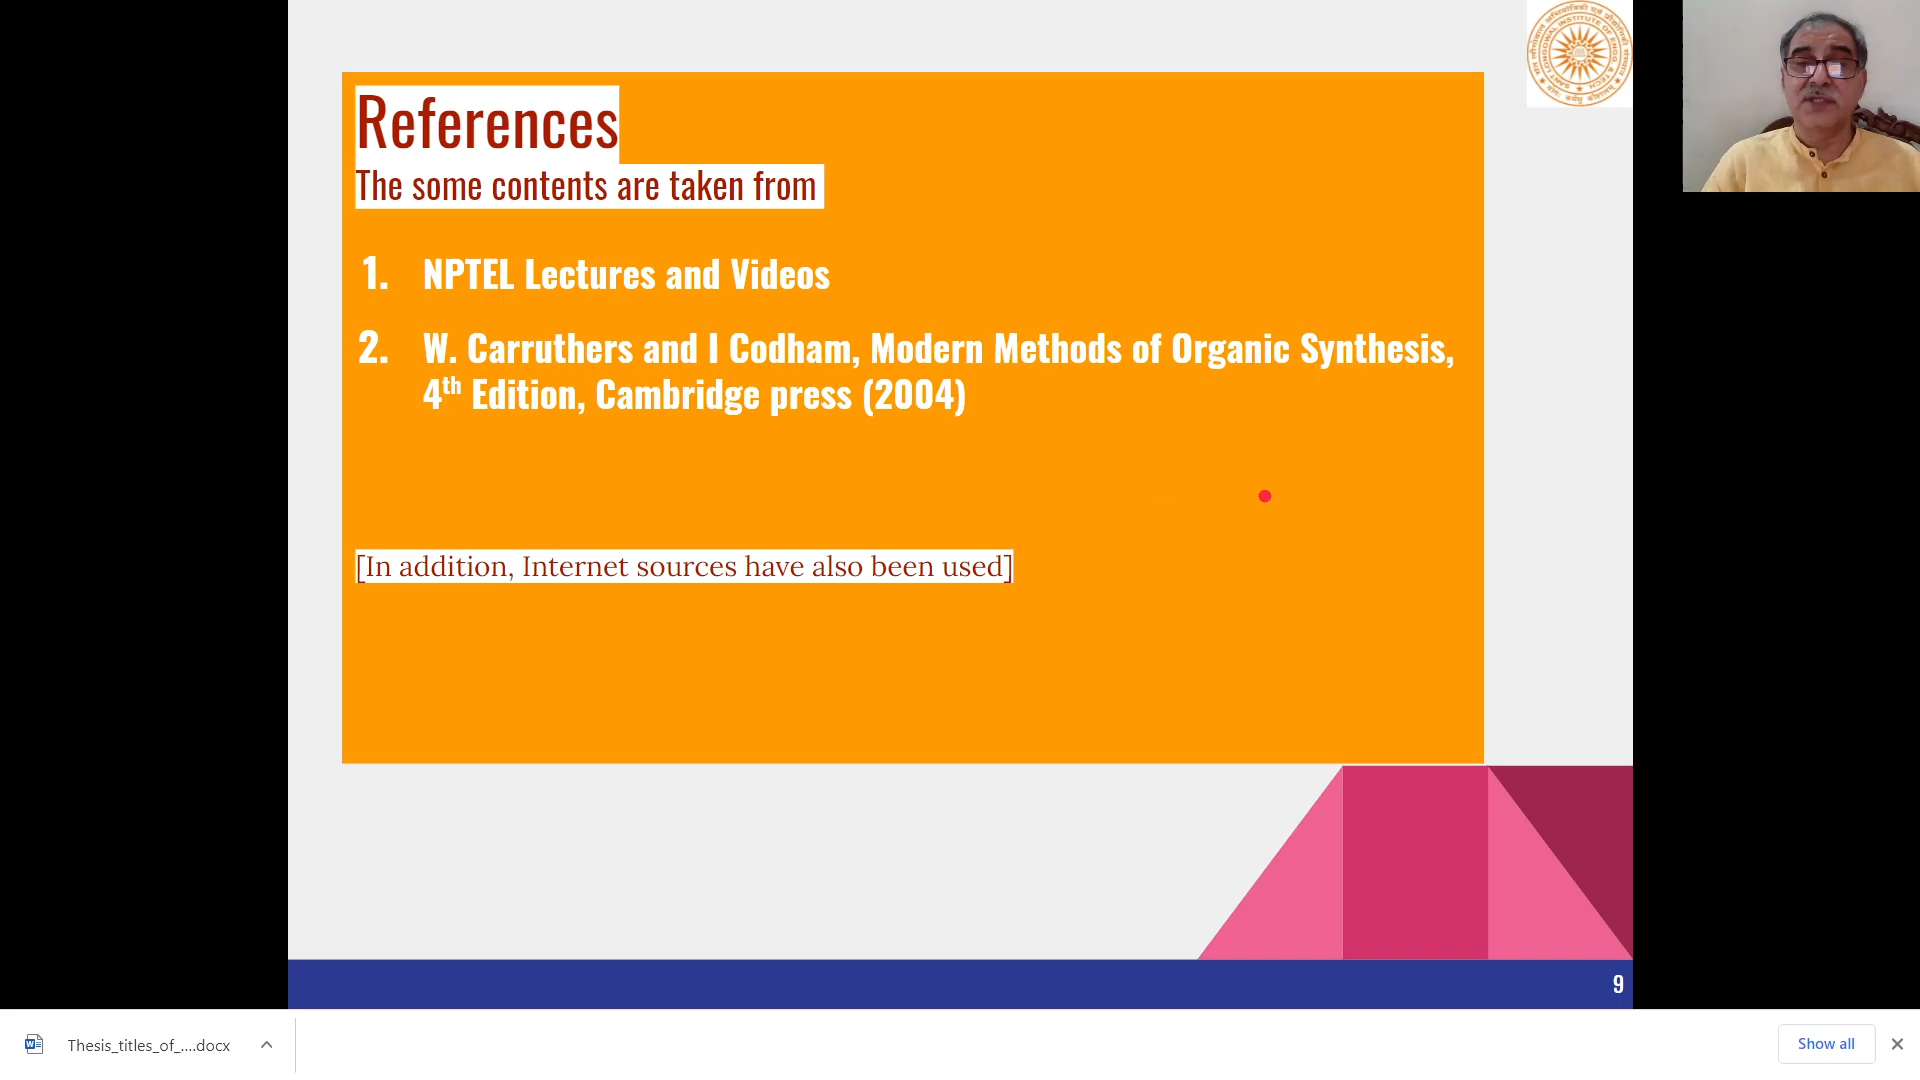 References
The some contents are taken from
1. NPTEL Lectures and Videos
2. W. Carruthers and I Codham, Modern Methods of Organic Synthesis,
4th Edition, Cambridge press (2004)
[In addition, Internet sources have also been used]
9
Thesis_titles_of_....docx
Show all